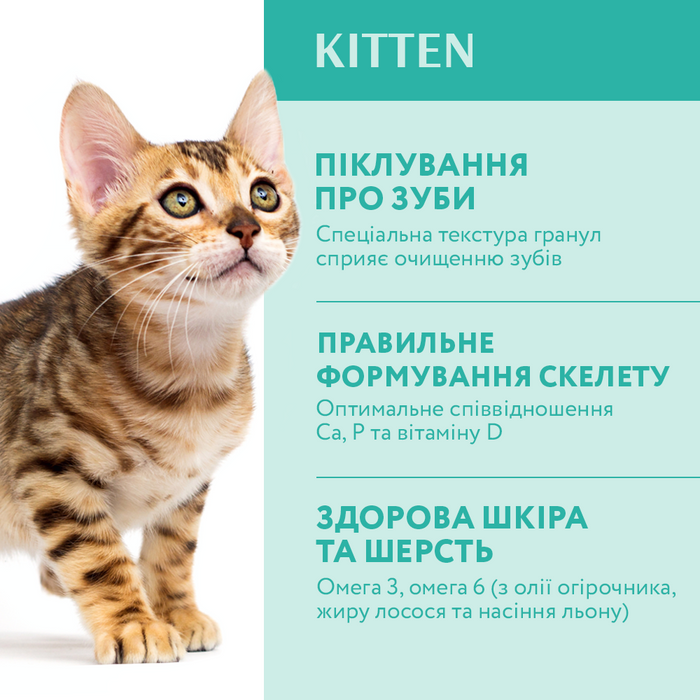 KITTEN
ПІКЛУВАННЯ
ПРО ЗУБИ
Спеціальна текстура гранул
сприяє очищенню зубів
ПРАВИЛЬНЕ
ФОРМУВАННЯ СКЕЛЕТУ
Оптимальне співвідношення
Ca, P та вітаміну D
ЗДОРОВА ШКІРА
ТА ШЕРСТЬ
Омега 3, омега 6 (з олії огірочника,
жиру лосося та насіння льону)